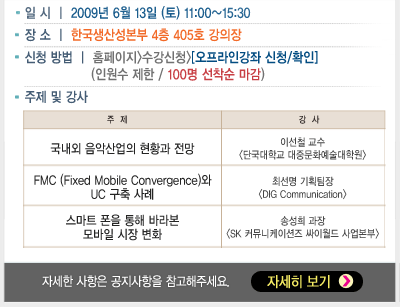 • 일 시 | 2009년 6월 13일 (토) 11:00~15:30
• 장 소 | 한국생산성본부 4층 405호 강의장
• 신청 방법 | 홈페이지>수강신청>[오프라인강좌 신청/확인]
(인원수 제한 / 100명 선착순 마감)
• 주제 및 강사
주 제 강 사
국내외 음악산업의 현황과 전망
이선철 교수
<단국대학교 대중문화예술대학원>
FMC (Fixed Mobile Convergence)와
UC 구축 사례
최선명 기획팀장
<DIG Communication>
스마트 폰을 통해 바라본
모바일 시장 변화
송성희 과장
<SK 커뮤니케이션즈 싸이월드 사업본부>
자세한 사항은 공지사항을 참고해주세요. 자세히 보기